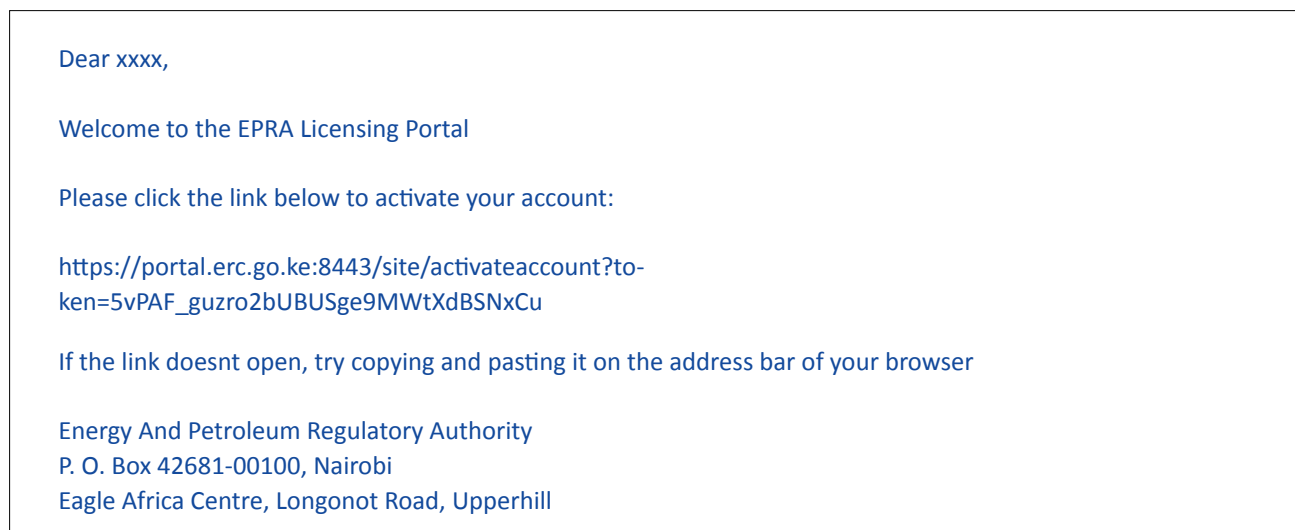 Dear xxxx,
Welcome to the EPRA Licensing Portal
Please click the link below to activate your account:
https://portal.erc.go.ke:8443/site/activateaccount?to-
ken=5vPAF_guzro2bUBUSge9MWtXdBSNxCu
If the link doesnt open, try copying and pasting it on the address bar of your browser
Energy And Petroleum Regulatory Authority
P. O. Box 42681-00100, Nairobi
Eagle Africa Centre, Longonot Road, Upperhill